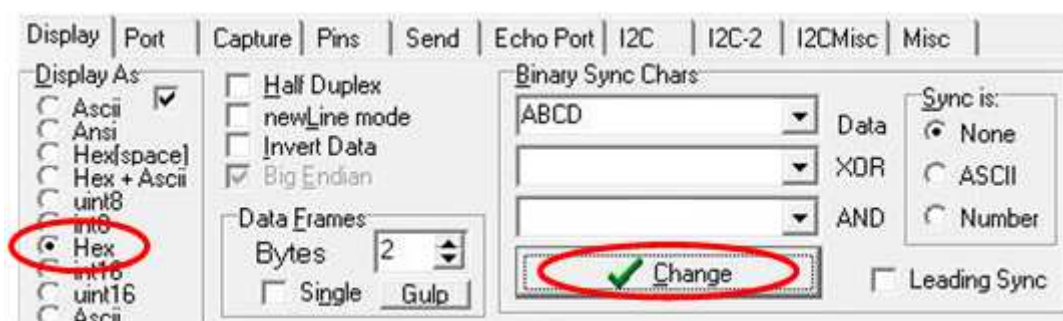 Display Port Capture Pins Send Echo Port I2C I2C-2 I2CMisc Misc
Display As
Ascii
Ansi
Hex[space]
Hex + Ascii
uint8
int8
Hex
int16
uint16
Ascii
Half Duplex
newLine mode
Invert Data
Big Endian
Data Frames
Bytes 2
Single Gulp
Binary Sync Chars
ABCD Data
XOR
AND
Change
Sync is:
None
ASCII
Number
Leading Sync